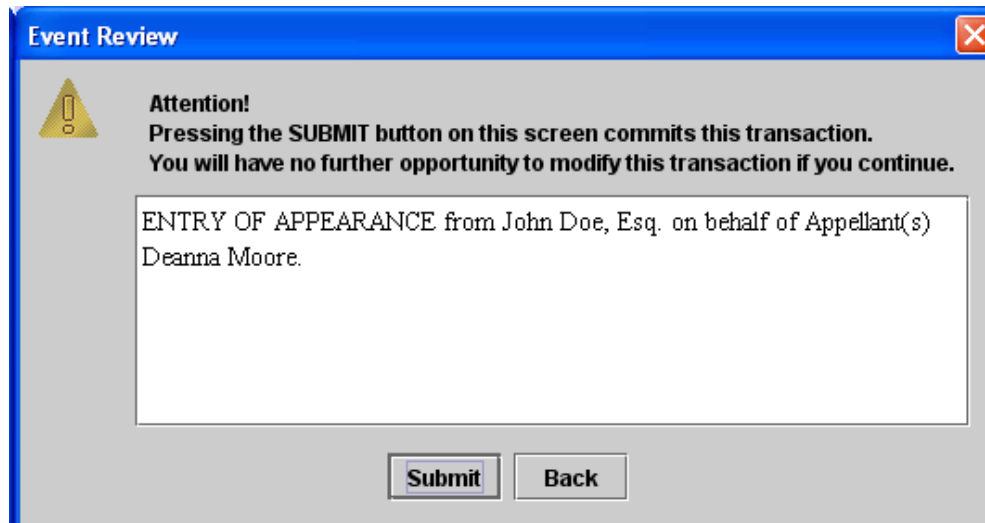 Event Review
Attention!
Pressing the SUBMIT button on this screen commits this transaction.
You will have no further opportunity to modify this transaction if you continue.
ENTRY OF APPEARANCE from John Doe, Esq. on behalf of Appellant(s)
Deanna Moore.
Submit
Back